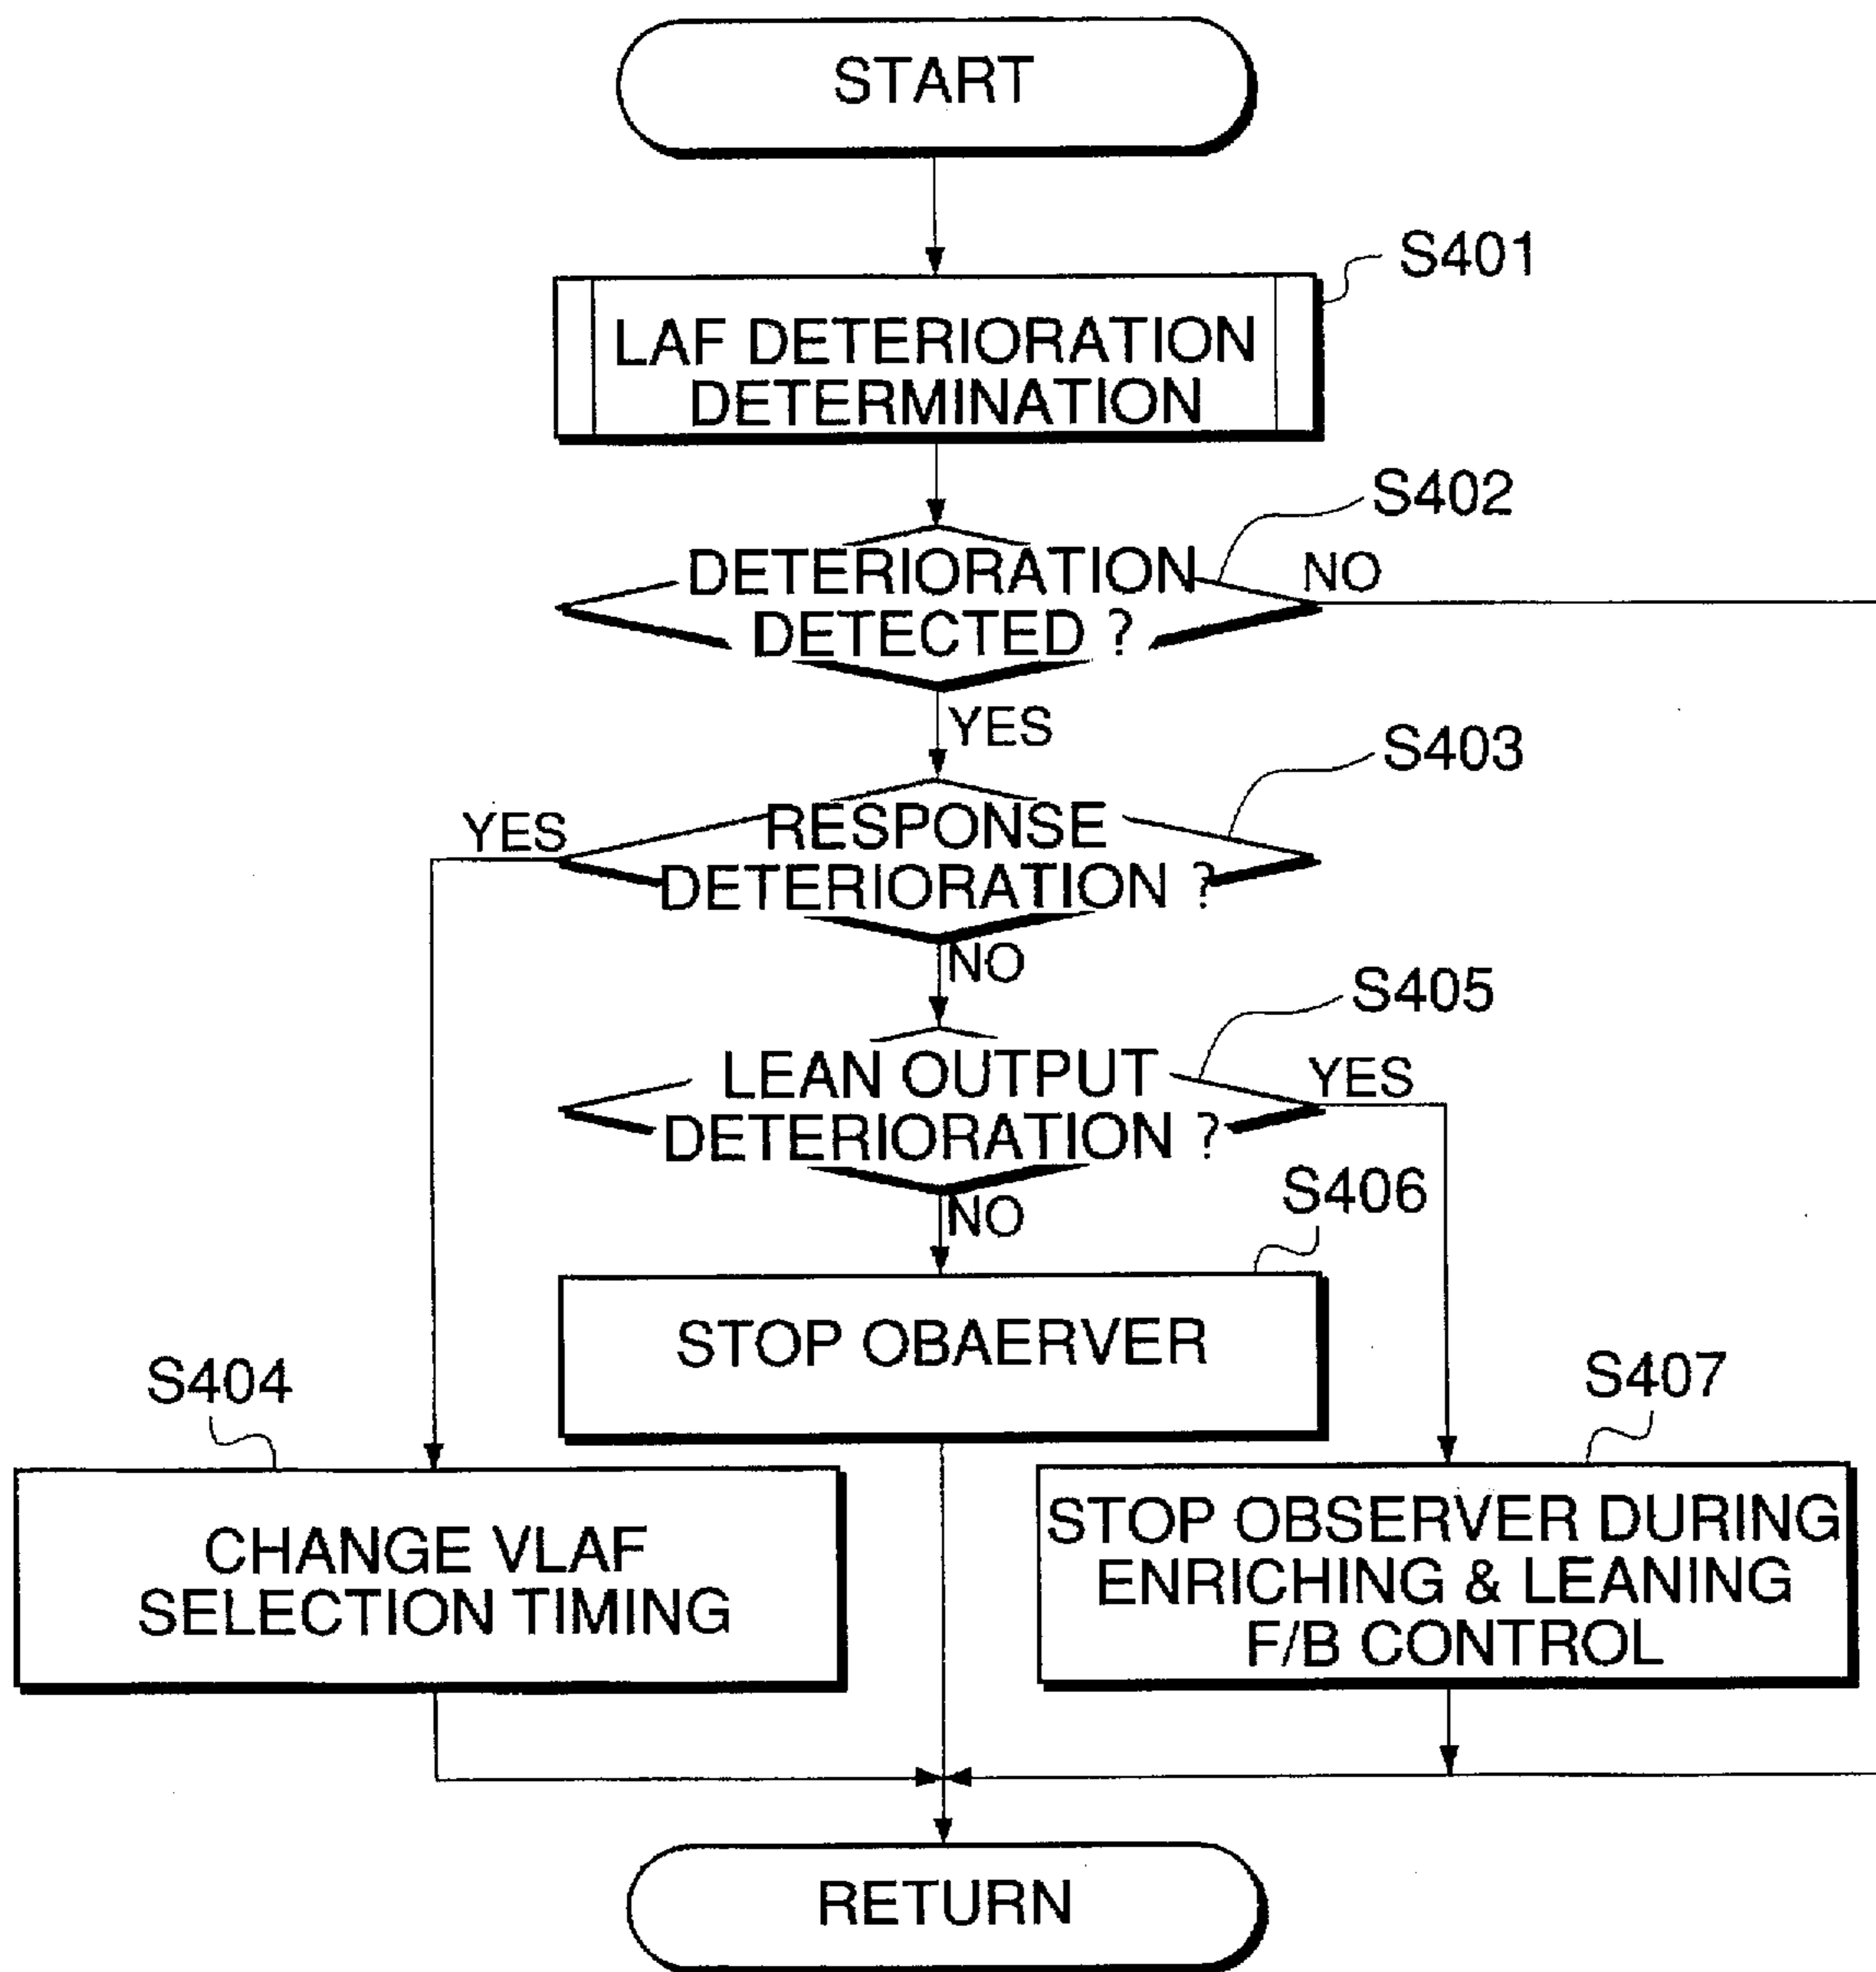 START
S401
LAF DETERIORATION
DETERMINATION
S402
DETERIORATION
DETECTED ?
NO
YES
S403
YES
RESPONSE
DETERIORATION ?
NO
S405
LEAN OUTPUT
DETERIORATION ?
YES
NO
S406
STOP OBAERVER
S404
S407
CHANGE VLAF
SELECTION TIMING
STOP OBSERVER DURING
ENRICHING & LEANING
F/B CONTROL
RETURN